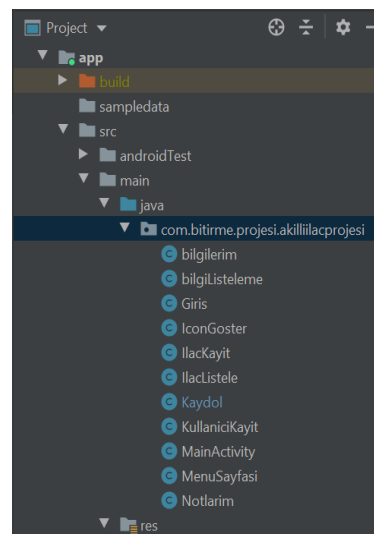 Project
app
build
sampledata
src
androidTest
main
java
com.bitirme.projesi.akilliilacprojesi
C bilgilerim
C bilgiListeleme
C Giris
C IconGoster
C IlacKayit
C IlacListele
C Kaydol
C KullaniciKayit
C MainActivity
C MenuSayfasi
C Notlarim
res